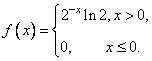 f(x) = { 2^{-x} ln 2, x > 0,
0, x ≤ 0.